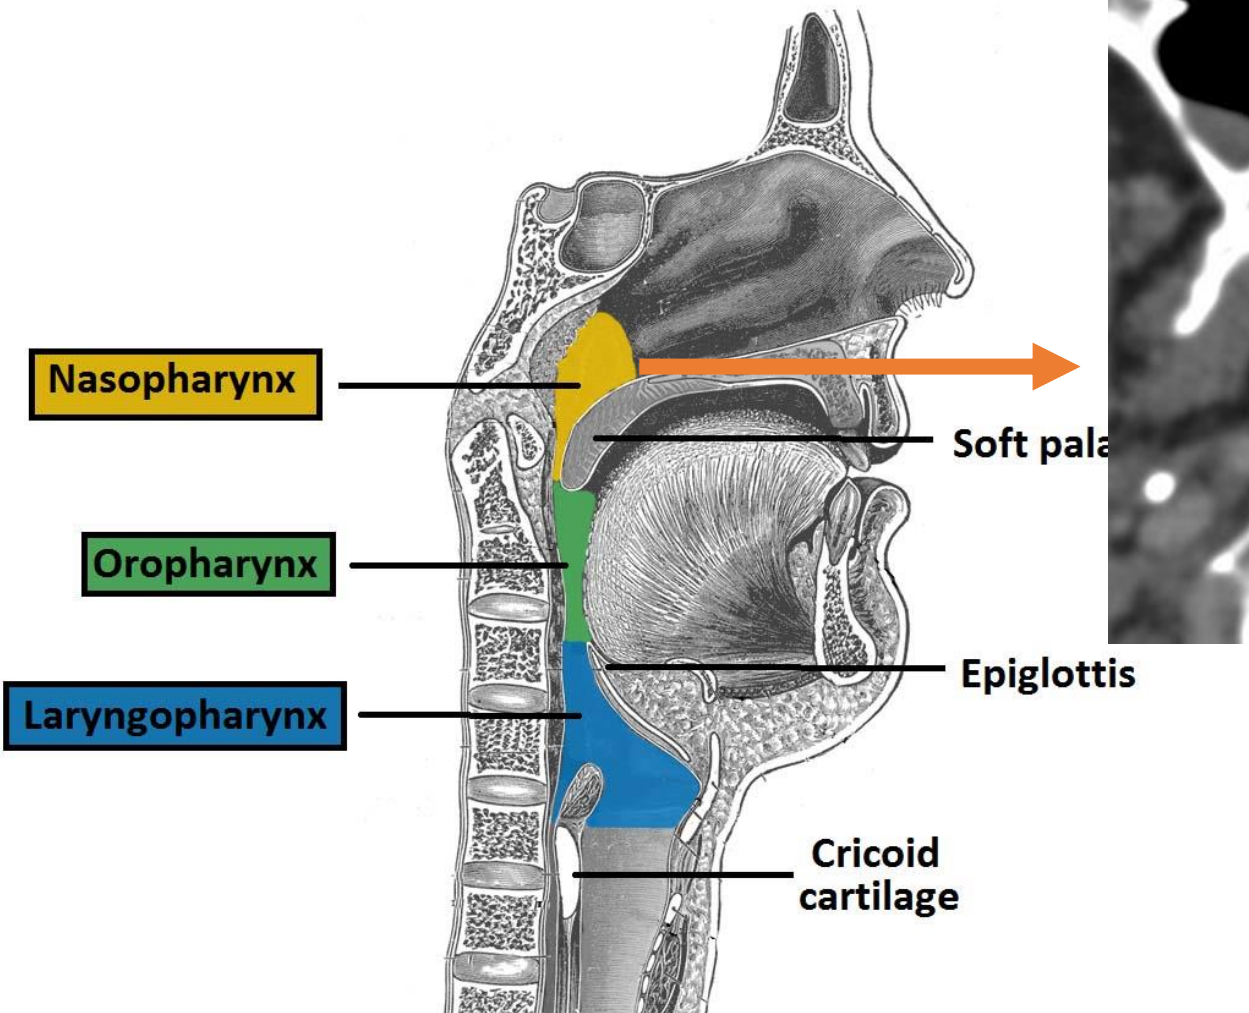 Nasopharynx
Soft pala
Oropharynx
Epiglottis
Laryngopharynx
Cricoid
cartilage